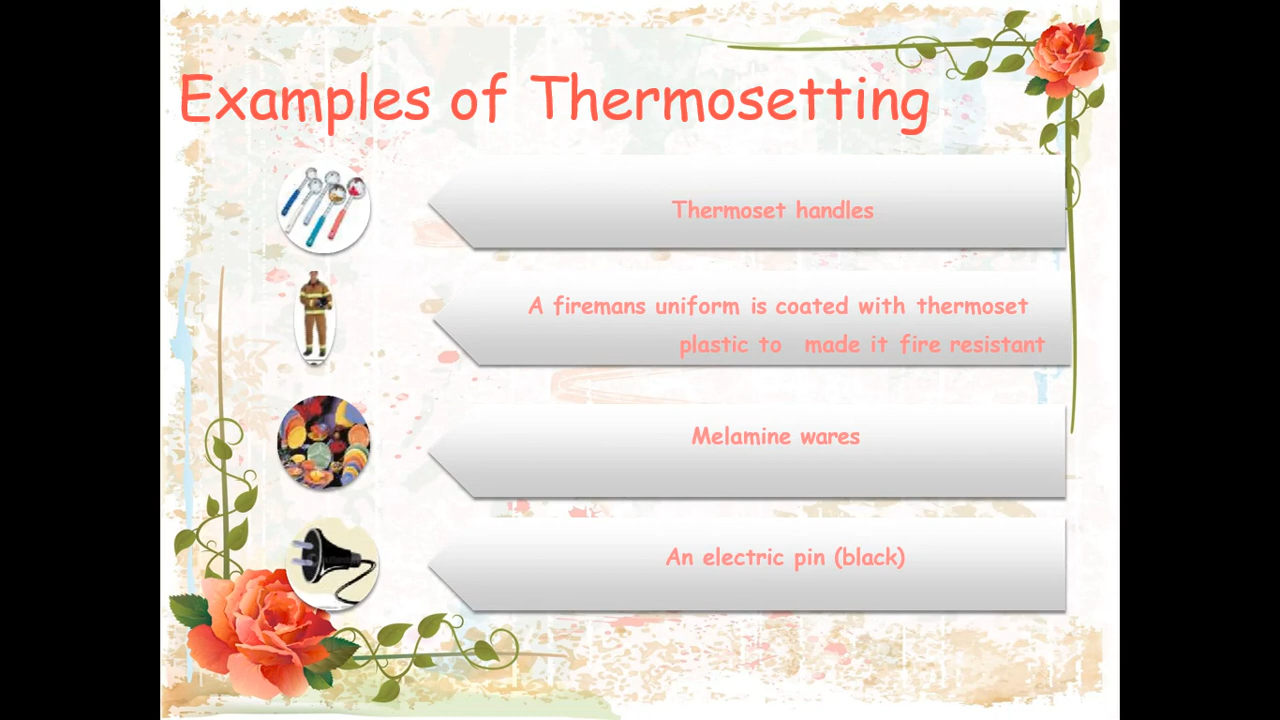 Examples of Thermosetting
Thermoset handles
A firemans uniform is coated with thermoset
plastic to made it fire resistant
Melamine wares
An electric pin (black)